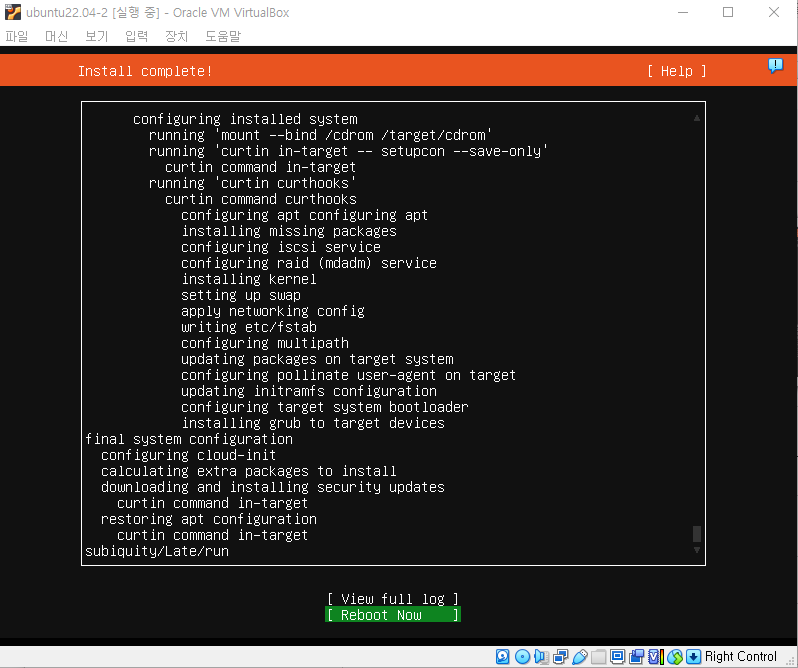 ubuntu22.04-2 [실행 중] - Oracle VM VirtualBox
파일 머신 보기 입력 장치 도움말
Install complete! [ Help ]
configuring installed system
running 'mount --bind /cdrom /target/cdrom'
running 'curtin in-target -- setupcon --save-only'
curtin command in-target
running 'curtin curthooks'
curtin command curthooks
configuring apt configuring apt
installing missing packages
configuring iscsi service
configuring raid (mdadm) service
installing kernel
setting up swap
apply networking config
writing etc/fstab
configuring multipath
updating packages on target system
configuring pollinate user-agent on target
updating initramfs configuration
configuring target system bootloader
installing grub to target devices
final system configuration
configuring cloud-init
calculating extra packages to install
downloading and installing security updates
curtin command in-target
restoring apt configuration
curtin command in-target
subiquity/Late/run
[ View full log ]
[ Reboot Now ]
Right Control